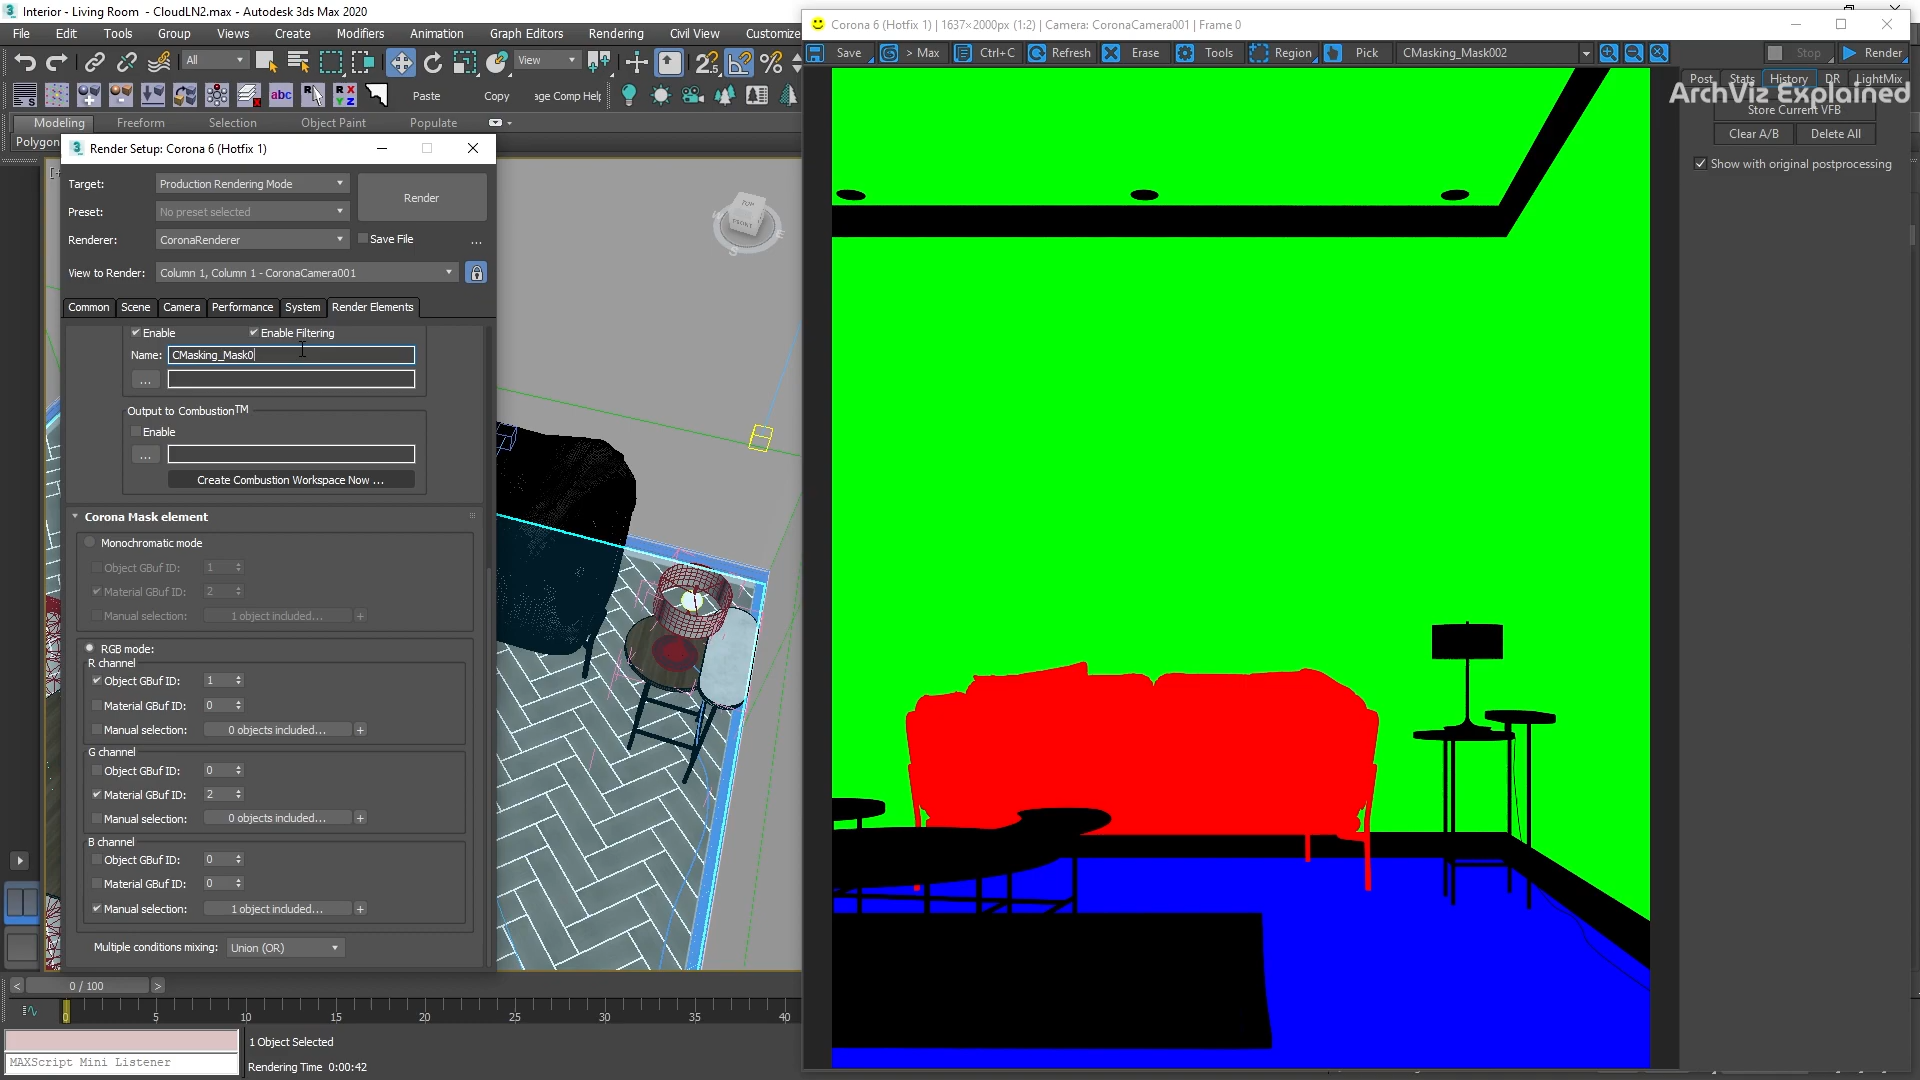 Interior - Living Room - CloudLN2.max - Autodesk 3ds Max 2020
File Edit Tools Group Views Create Modifiers Animation Graph Editors Rendering Civil View Customize
All View
abc Paste Copy age Comp Help
Modeling Freeform Selection Object Paint Populate
Polygon
Render Setup: Corona 6 (Hotfix 1)
Target: Production Rendering Mode Render
Preset: No preset selected
Renderer: CoronaRenderer Save File ...
View to Render: Column 1, Column 1 - CoronaCamera001
Common Scene Camera Performance System Render Elements
Enable Enable Filtering
Name: CMasking_Mask0
...
Output to Combustion™
Enable
...
Create Combustion Workspace Now ...
Corona Mask element
Monochromatic mode
Object GBuf ID: 1
Material GBuf ID: 2
Manual selection: 1 object included... +
RGB mode:
R channel
Object GBuf ID: 1
Material GBuf ID: 0
Manual selection: 0 objects included... +
G channel
Object GBuf ID: 0
Material GBuf ID: 2
Manual selection: 0 objects included... +
B channel
Object GBuf ID: 0
Material GBuf ID: 0
Manual selection: 1 object included... +
Multiple conditions mixing: Union (OR)
TOP
FRONT
S
< 0 / 100 >
0 5 10 15 20 25 30 35 40
1 Object Selected
MAXScript Mini Listener
Rendering Time 0:00:42
Corona 6 (Hotfix 1) | 1637×2000px (1:2) | Camera: CoronaCamera001 | Frame 0
Save > Max Ctrl+C Refresh Erase Tools Region Pick CMasking_Mask002 Stop Render
Post Stats History DR LightMix
ArchViz Explained
Store Current VFB
Clear A/B Delete All
Show with original postprocessing